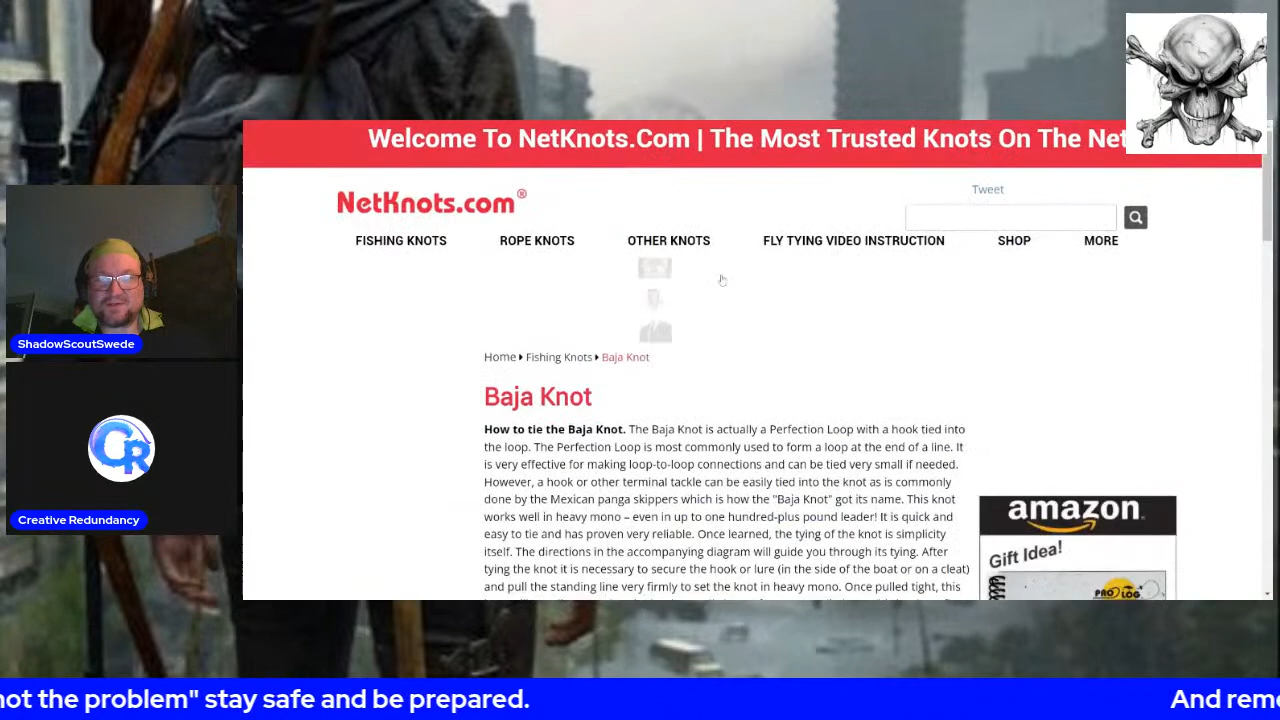 Welcome To NetKnots.Com | The Most Trusted Knots On The Net
NetKnots.com®
Tweet
FISHING KNOTS ROPE KNOTS OTHER KNOTS FLY TYING VIDEO INSTRUCTION SHOP MORE
Home Fishing Knots Baja Knot
Baja Knot
How to tie the Baja Knot. The Baja Knot is actually a Perfection Loop with a hook tied into
the loop. The Perfection Loop is most commonly used to form a loop at the end of a line. It
is very effective for making loop-to-loop connections and can be tied very small if needed.
However, a hook or other terminal tackle can be easily tied into the knot as is commonly
done by the Mexican panga skippers which is how the "Baja Knot" got its name. This knot
works well in heavy mono – even in up to one hundred-plus pound leader! It is quick and
easy to tie and has proven very reliable. Once learned, the tying of the knot is simplicity
itself. The directions in the accompanying diagram will guide you through its tying. After
tying the knot it is necessary to secure the hook or lure (in the side of the boat or on a cleat)
and pull the standing line very firmly to set the knot in heavy mono. Once pulled tight, this
amazon
Gift Idea!
PRO LOG
ShadowScoutSwede
CR
Creative Redundancy
not the problem" stay safe and be prepared.
And reme